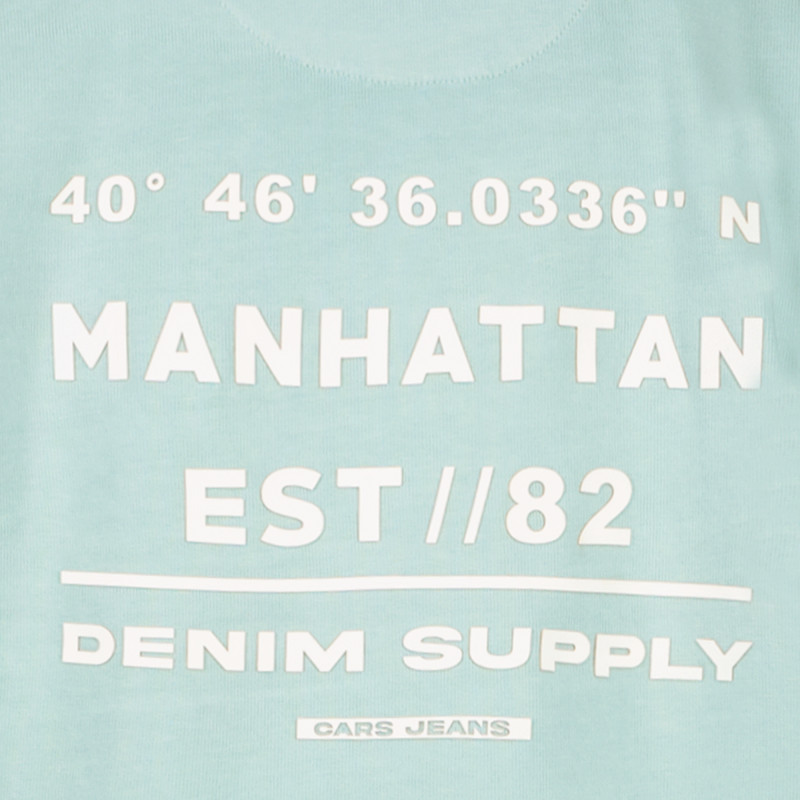 40° 46' 36.0336" N
MANHATTAN
EST//82
DENIM SUPPLY
CARS JEANS